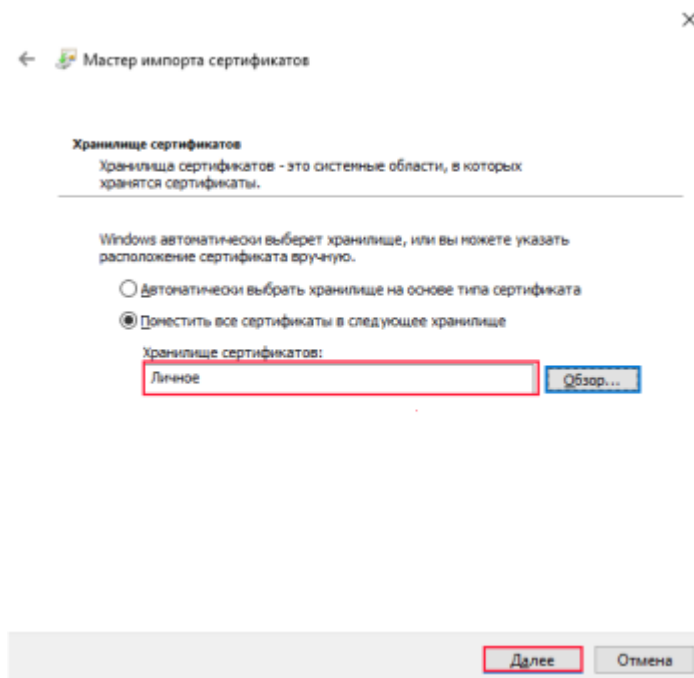 Мастер импорта сертификатов
Хранилище сертификатов
Хранилища сертификатов - это системные области, в которых
хранятся сертификаты.
Windows автоматически выберет хранилище, или вы можете указать
расположение сертификата вручную.
Автоматически выбрать хранилище на основе типа сертификата
Поместить все сертификаты в следующее хранилище
Хранилище сертификатов:
Личное
Обзор...
Далее
Отмена